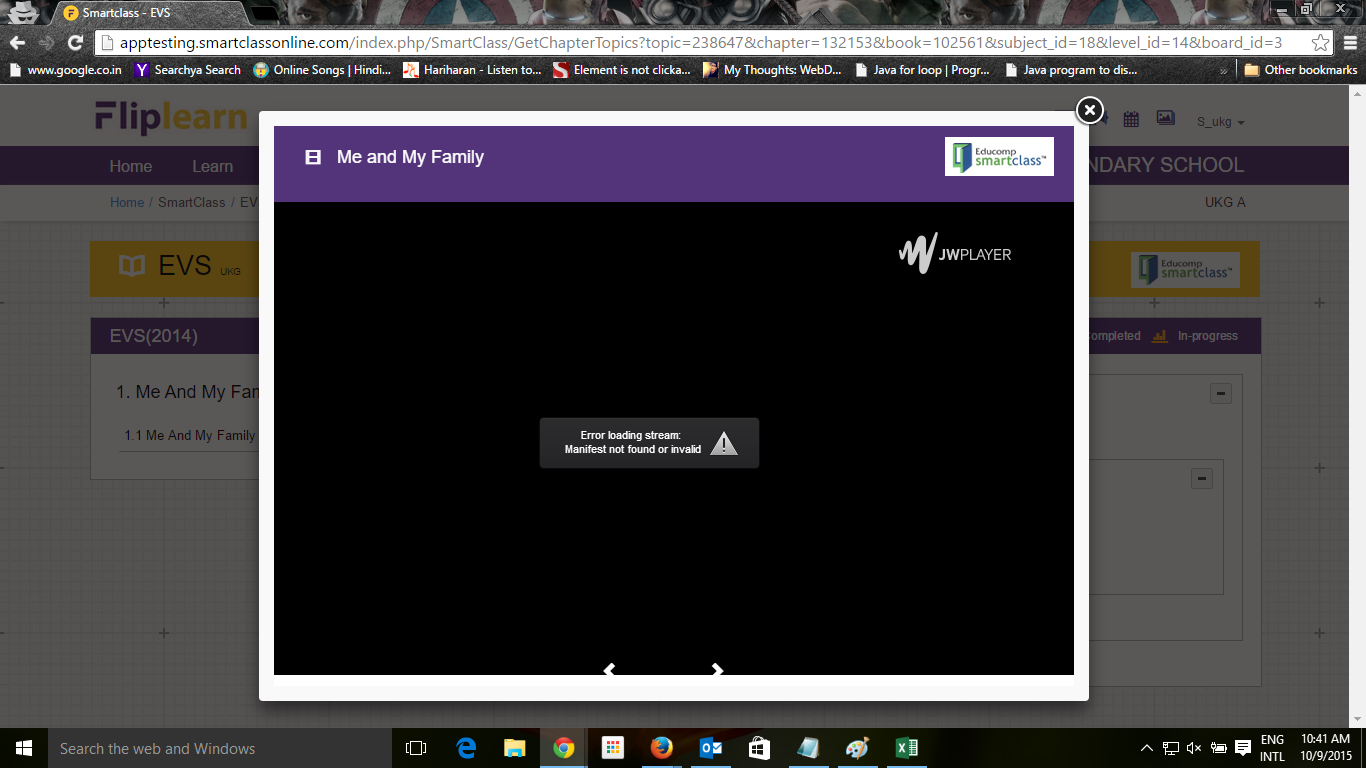 Smartclass - EVS
apptesting.smartclassonline.com/index.php/SmartClass/GetChapterTopics?topic=238647&chapter=132153&book=102561&subject_id=18&level_id=14&board_id=3
www.google.co.in Searchya Search Online Songs | Hindi... Hariharan - Listen to... Element is not clicka... My Thoughts: WebD... Java for loop | Progr... Java program to dis... » Other bookmarks
Fliplearn
S_ukg
Me and My Family
Educomp
smartclass™
Home Learn
NDARY SCHOOL
Home / SmartClass / EV
UKG A
JWPLAYER
EVS UKG
Educomp
smartclass™
EVS(2014)
ompleted In-progress
1. Me And My Fan
1.1 Me And My Family
Error loading stream:
Manifest not found or invalid
Search the web and Windows
ENG
INTL
10:41 AM
10/9/2015